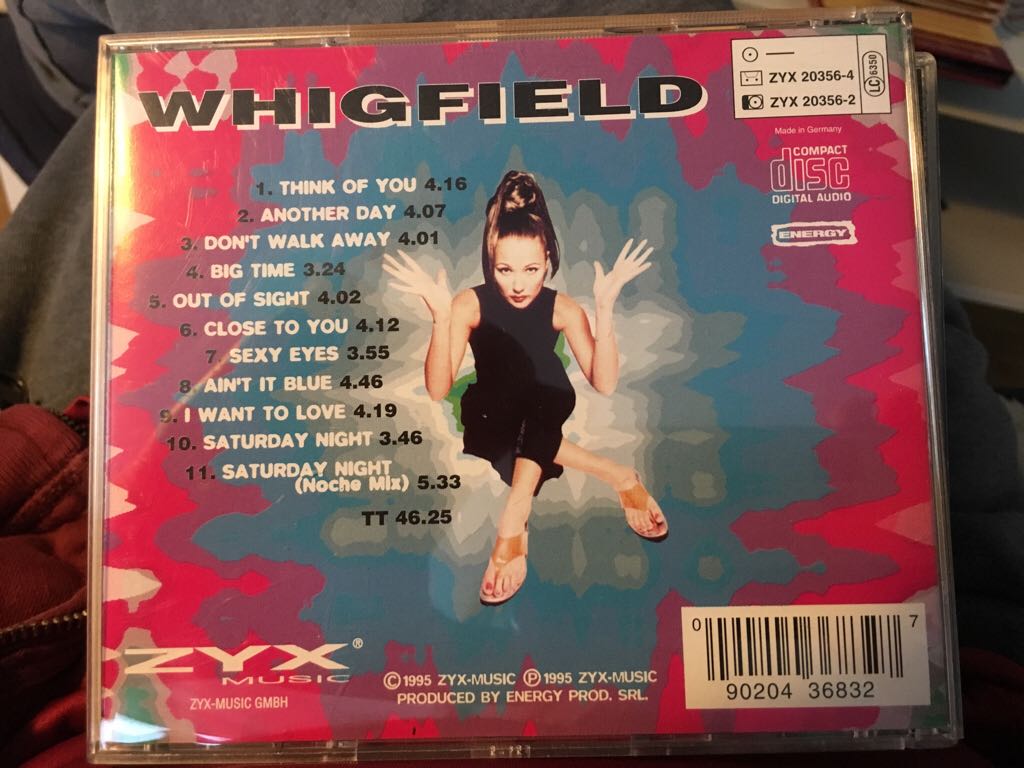 WHIGFIELD
ZYX 20356-4
ZYX 20356-2
LC 6350
Made in Germany
COMPACT
disc
DIGITAL AUDIO
ENERGY
1. THINK OF YOU 4.16
2. ANOTHER DAY 4.07
3. DON'T WALK AWAY 4.01
4. BIG TIME 3.24
5. OUT OF SIGHT 4.02
6. CLOSE TO YOU 4.12
7. SEXY EYES 3.55
8. AIN'T IT BLUE 4.46
9. I WANT TO LOVE 4.19
10. SATURDAY NIGHT 3.46
11. SATURDAY NIGHT
(Noche Mix) 5.33
TT 46.25
ZYX®
MUSIC
ZYX-MUSIC GMBH
©1995 ZYX-MUSIC ℗1995 ZYX-MUSIC
PRODUCED BY ENERGY PROD. SRL.
0 7
90204 36832